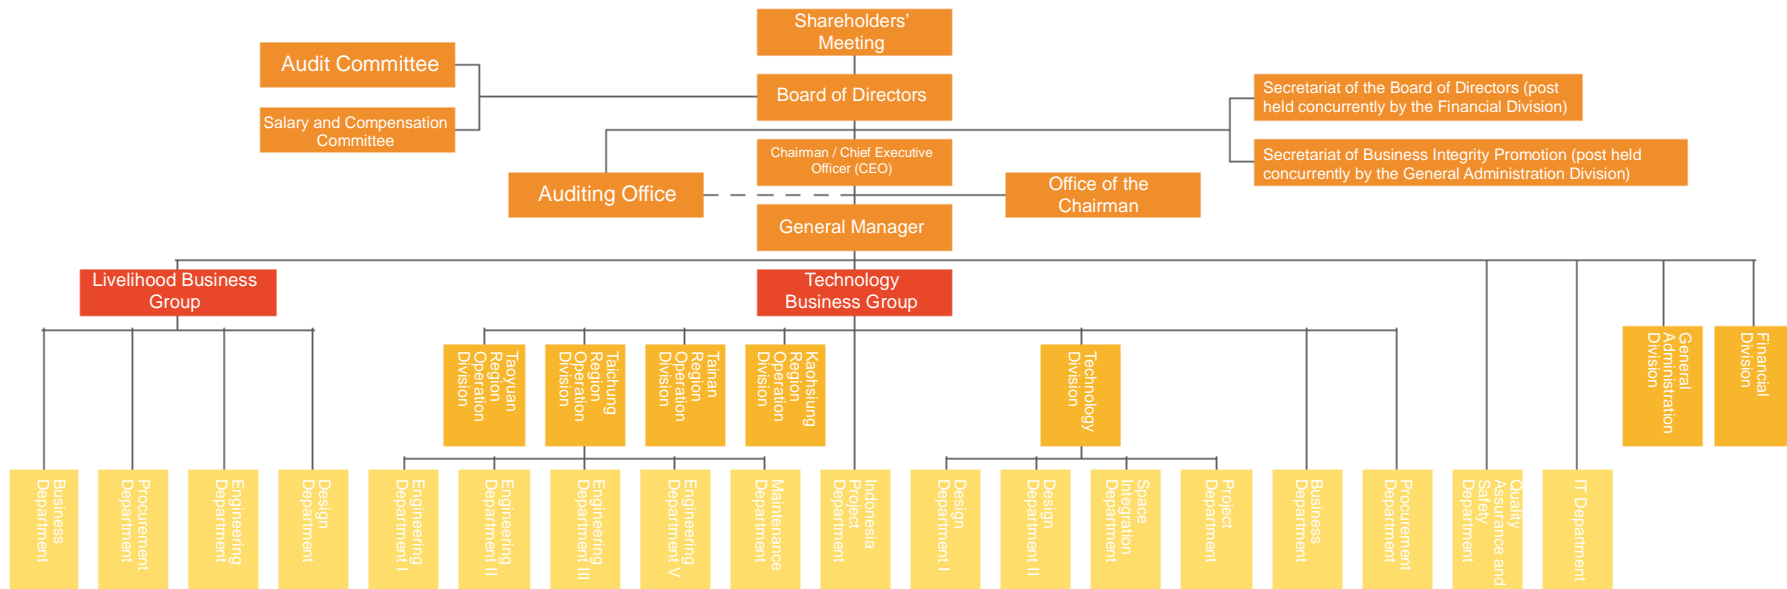 Shareholders'
Meeting
Audit Committee
Board of Directors
Secretariat of the Board of Directors (post
held concurrently by the Financial Division)
Salary and Compensation
Committee
Chairman / Chief Executive
Officer (CEO)
Secretariat of Business Integrity Promotion (post held
concurrently by the General Administration Division)
Auditing Office
Office of the
Chairman
General Manager
Livelihood Business
Group
Technology
Business Group
Taoyuan
Region
Operation
Division
Taichung
Region
Operation
Division
Tainan
Region
Operation
Division
Kaohsiung
Region
Operation
Division
Technology
Division
General
Administration
Division
Financial
Division
Business
Department
Procurement
Department
Engineering
Department
Design
Department
Engineering
Department I
Engineering
Department II
Engineering
Department III
Engineering
Department V
Maintenance
Department
Indonesia
Project
Department
Design
Department I
Design
Department II
Space
Integration
Department
Project
Department
Business
Department
Procurement
Department
Quality
Assurance and
Safety
Department
IT Department